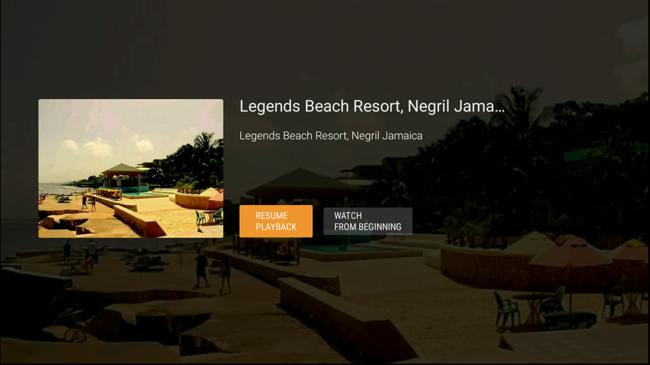 Legends Beach Resort, Negril Jama...
Legends Beach Resort, Negril Jamaica
RESUME
PLAYBACK
WATCH
FROM BEGINNING